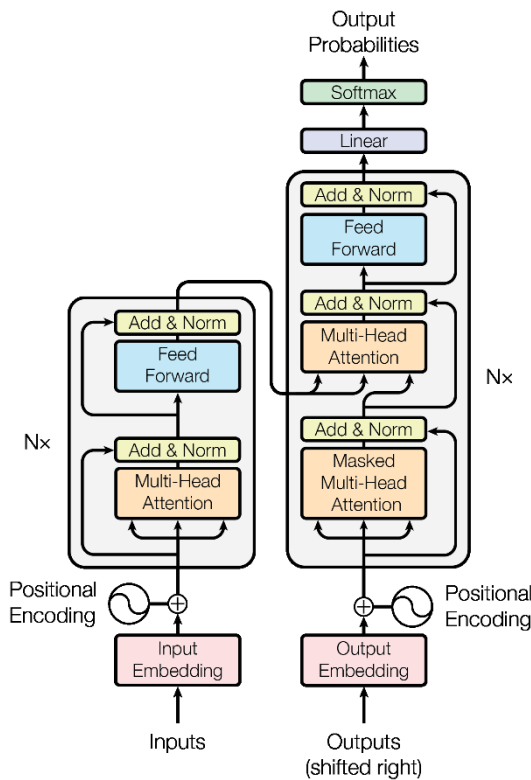 Output
Probabilities
Softmax
Linear
Add & Norm
Feed
Forward
Add & Norm
Multi-Head
Attention
Add & Norm
Masked
Multi-Head
Attention
N×
Add & Norm
Feed
Forward
Add & Norm
Multi-Head
Attention
N×
Positional
Encoding
Positional
Encoding
Input
Embedding
Output
Embedding
Inputs
Outputs
(shifted right)